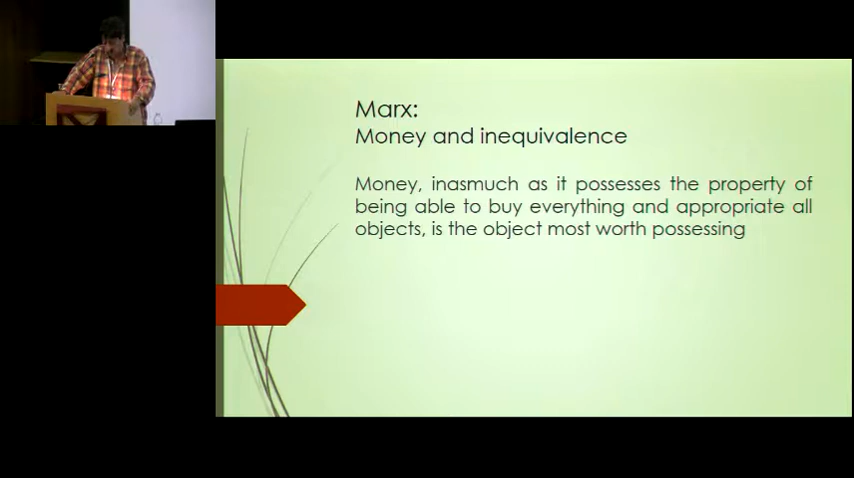 Marx:
Money and inequivalence
Money, inasmuch as it possesses the property of
being able to buy everything and appropriate all
objects, is the object most worth possessing